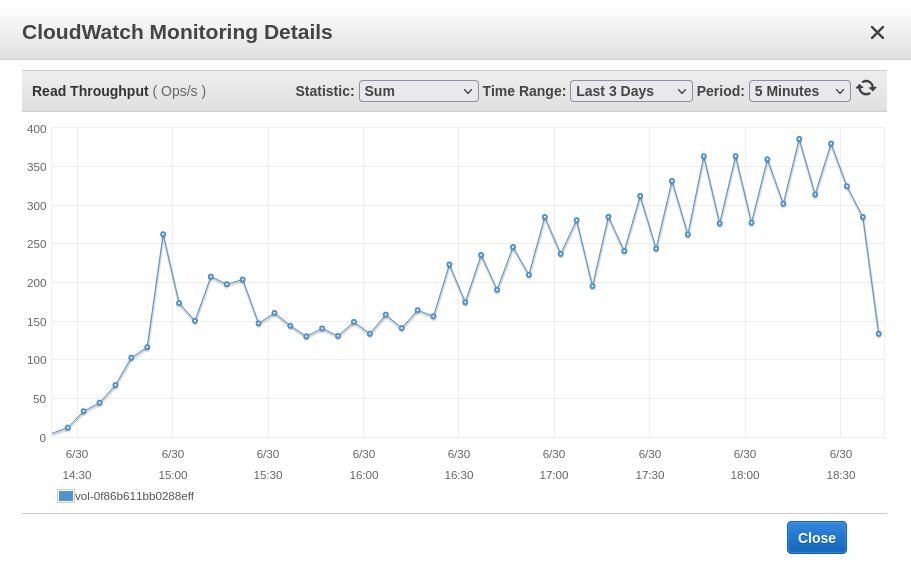 CloudWatch Monitoring Details
Read Throughput ( Ops/s )
Statistic: Sum Time Range: Last 3 Days Period: 5 Minutes
400
350
300
250
200
150
100
50
0
6/30 6/30 6/30 6/30 6/30 6/30 6/30 6/30 6/30
14:30 15:00 15:30 16:00 16:30 17:00 17:30 18:00 18:30
vol-0f86b611bb0288eff
Close